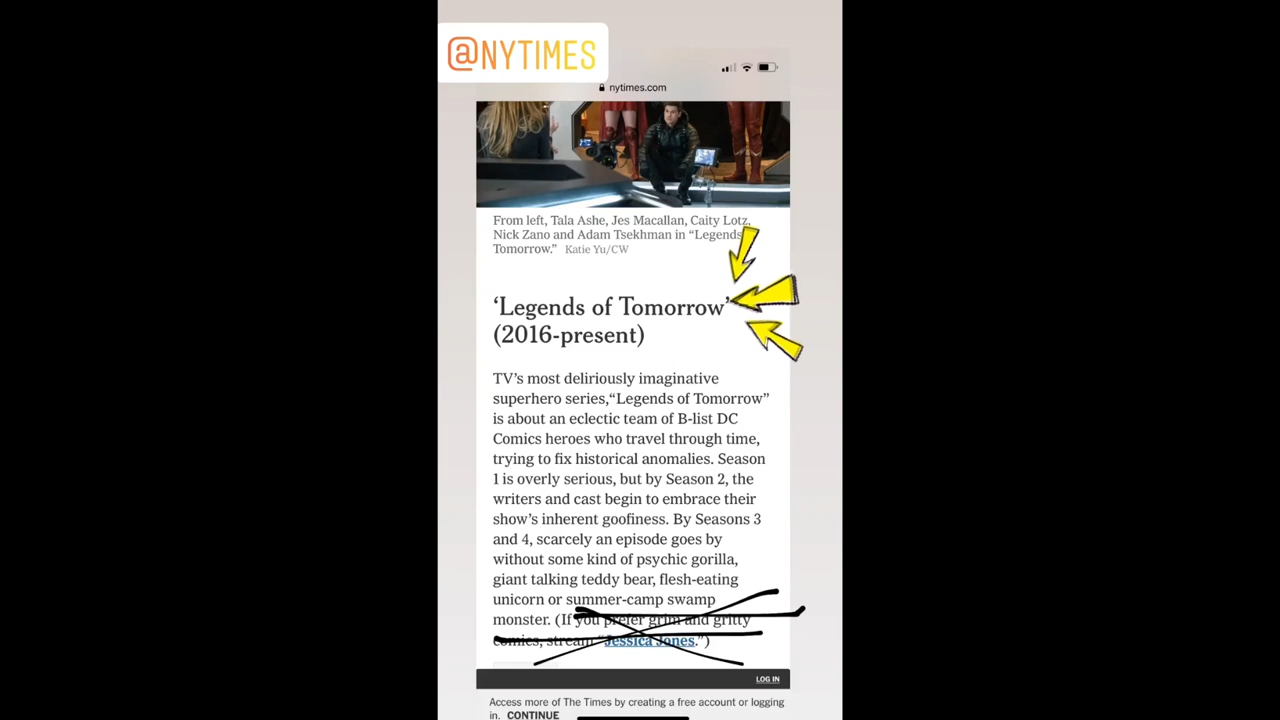 @NYTIMES
nytimes.com
From left, Tala Ashe, Jes Macallan, Caity Lotz,
Nick Zano and Adam Tsekhman in “Legends
Tomorrow.” Katie Yu/CW
‘Legends of Tomorrow’
(2016-present)
TV’s most deliriously imaginative
superhero series,“Legends of Tomorrow”
is about an eclectic team of B-list DC
Comics heroes who travel through time,
trying to fix historical anomalies. Season
1 is overly serious, but by Season 2, the
writers and cast begin to embrace their
show’s inherent goofiness. By Seasons 3
and 4, scarcely an episode goes by
without some kind of psychic gorilla,
giant talking teddy bear, flesh-eating
unicorn or summer-camp swamp
monster. (If you prefer grim and gritty
comics, stream “Jessica Jones.”)
LOG IN
Access more of The Times by creating a free account or logging
in. CONTINUE